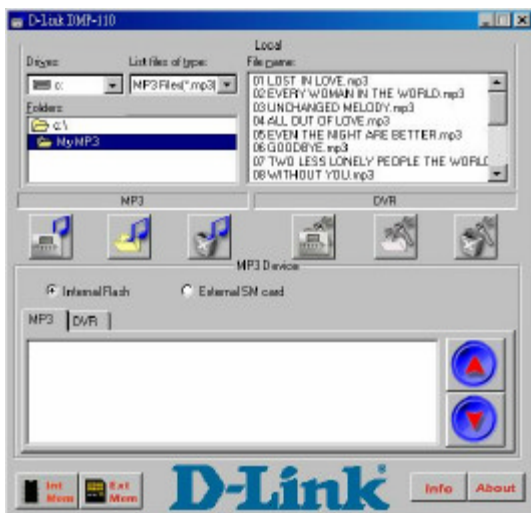 D-Link DMP-110
Local
Drives:
List files of type:
File name:
c:
MP3 Files(*.mp3)
Folders:
c:\
My MP3
01 LOST IN LOVE.mp3
02 EVERY WOMAN IN THE WORLD.mp3
03 UNCHANGED MELODY.mp3
04 ALL OUT OF LOVE.mp3
05 EVEN THE NIGHT ARE BETTER.mp3
06 GOODBYE.mp3
07 TWO LESS LONELY PEOPLE THE WORLD
08 WITHOUT YOU.mp3
MP3
DVR
MP3 Device
Internal Flash
External SM card
MP3
DVR
Int Mem
Ext Mem
D-Link
Info
About